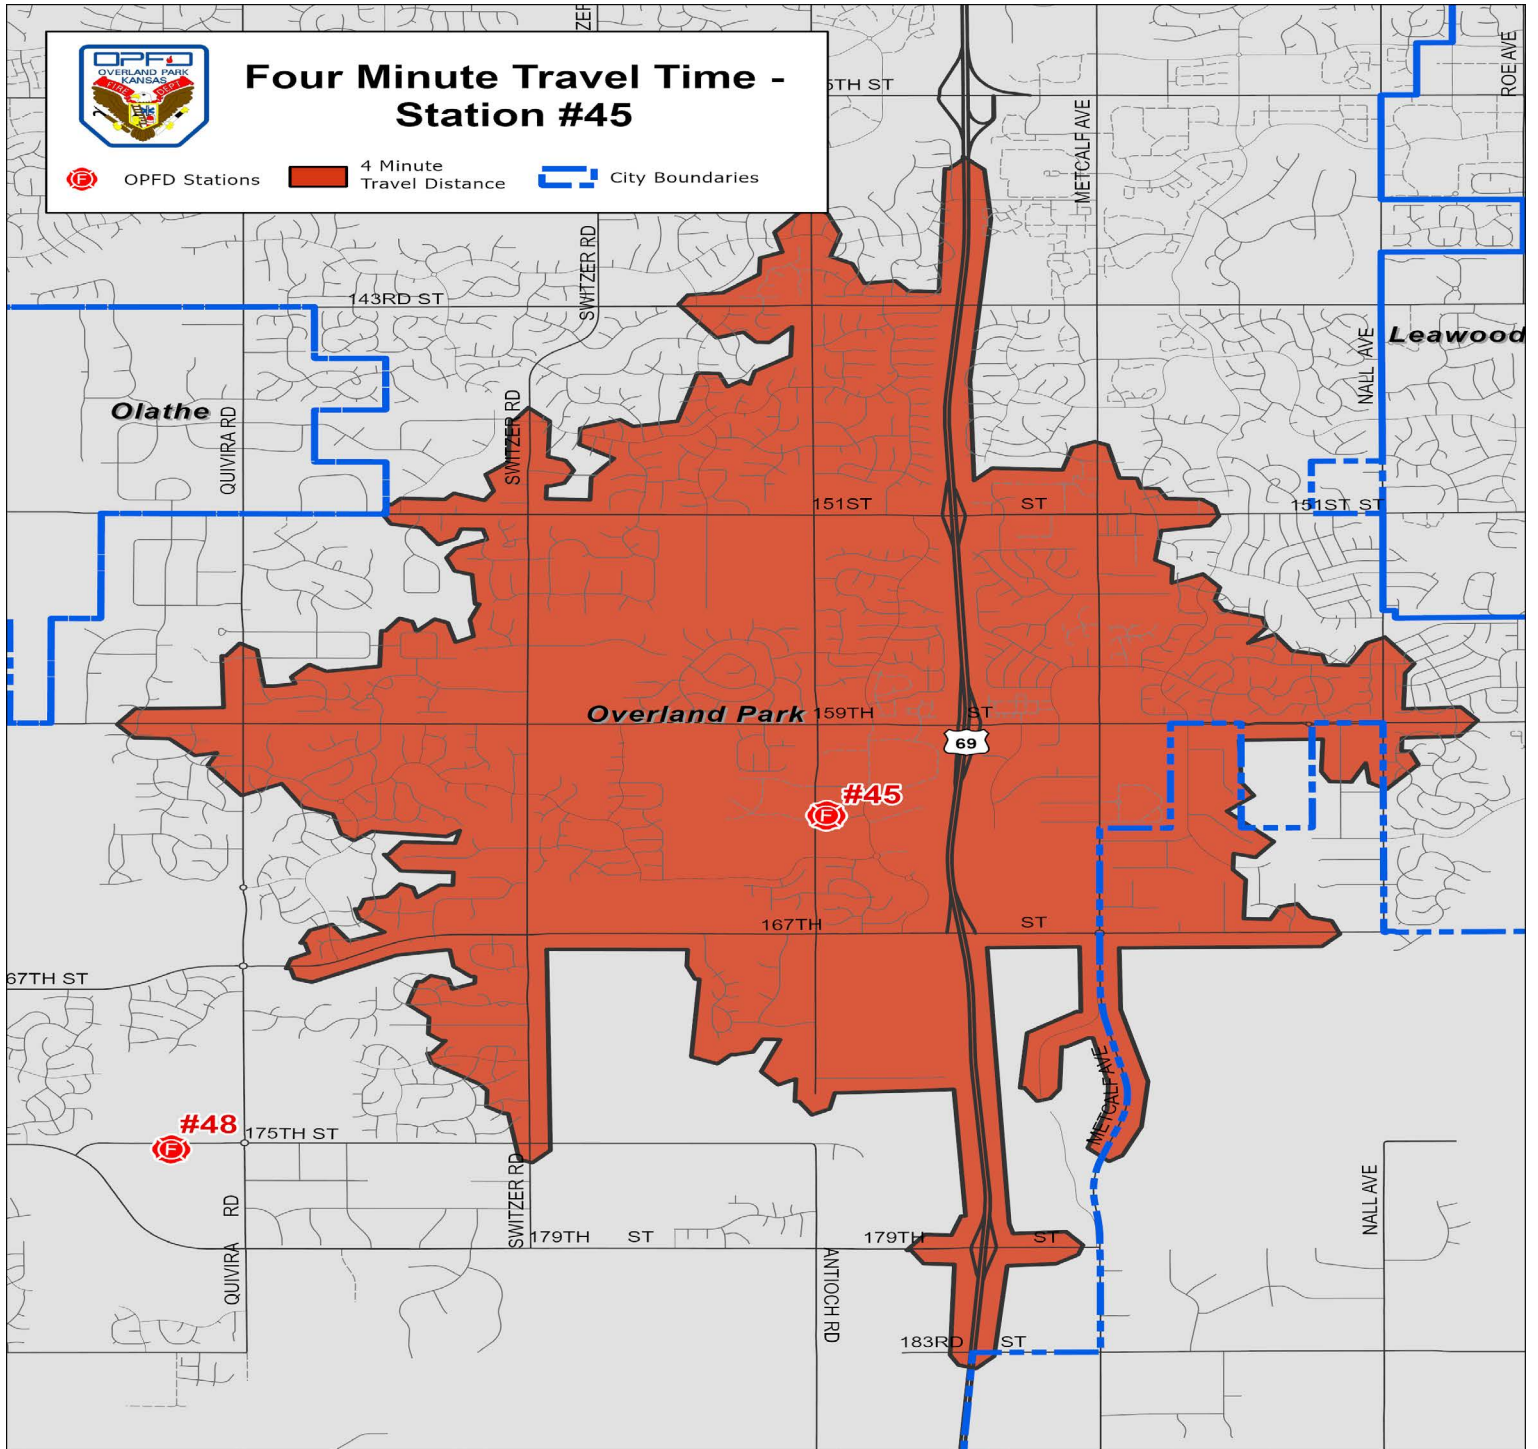 ZER
OPFD
OVERLAND PARK
KANSAS
FIRE DEPT
Four Minute Travel Time -
Station #45
F
OPFD Stations
4 Minute
Travel Distance
City Boundaries
5TH ST
METCALF AVE
ROE AVE
SWITZER RD
143RD ST
NALL AVE
Leawood
Olathe
QUIVIRA RD
SWITZER RD
151ST
ST
151ST ST
Overland Park
159TH
ST
69
#45
F
167TH
ST
67TH ST
METCALF AVE
#48
F
175TH ST
SWITZER RD
NALL AVE
QUIVIRA RD
179TH
ST
179TH
ST
ANTIOCH RD
183RD
ST